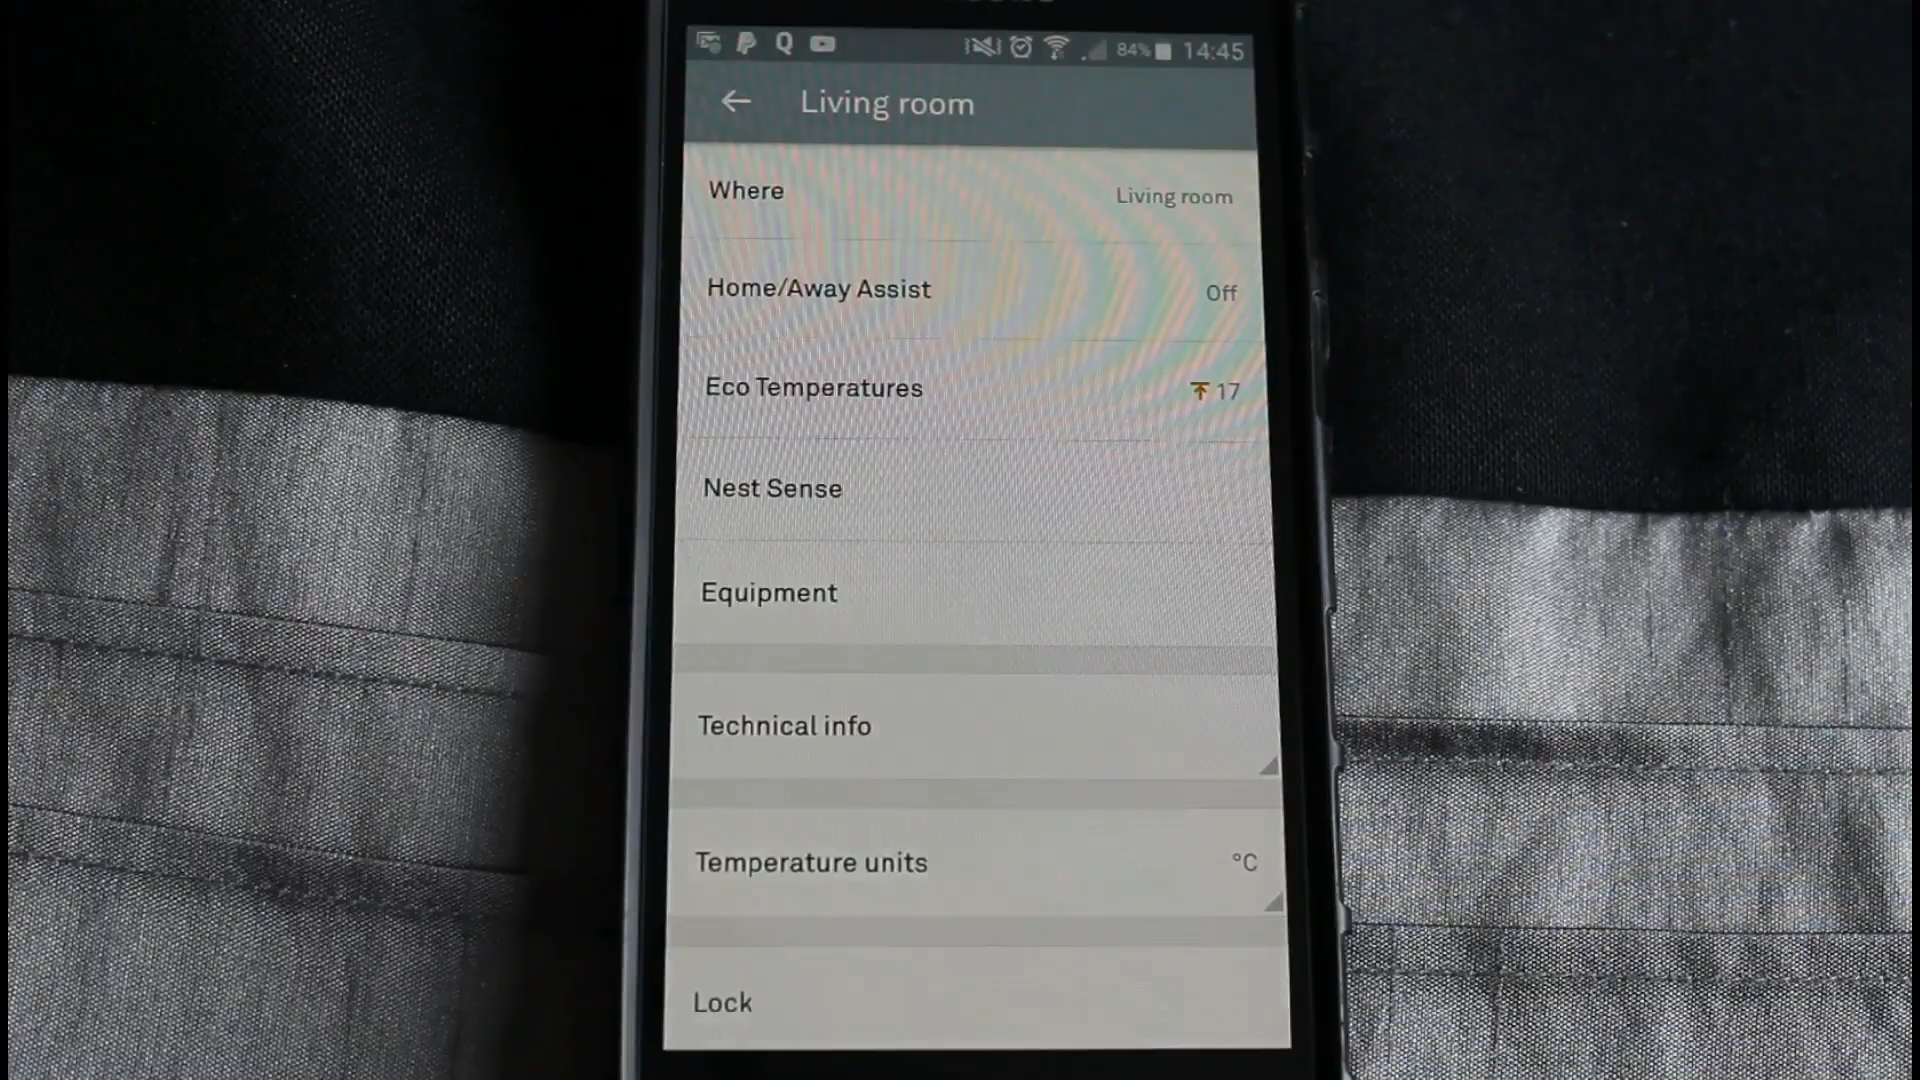 84% 14:45
Living room
Where Living room
Home/Away Assist Off
Eco Temperatures 17
Nest Sense
Equipment
Technical info
Temperature units °C
Lock